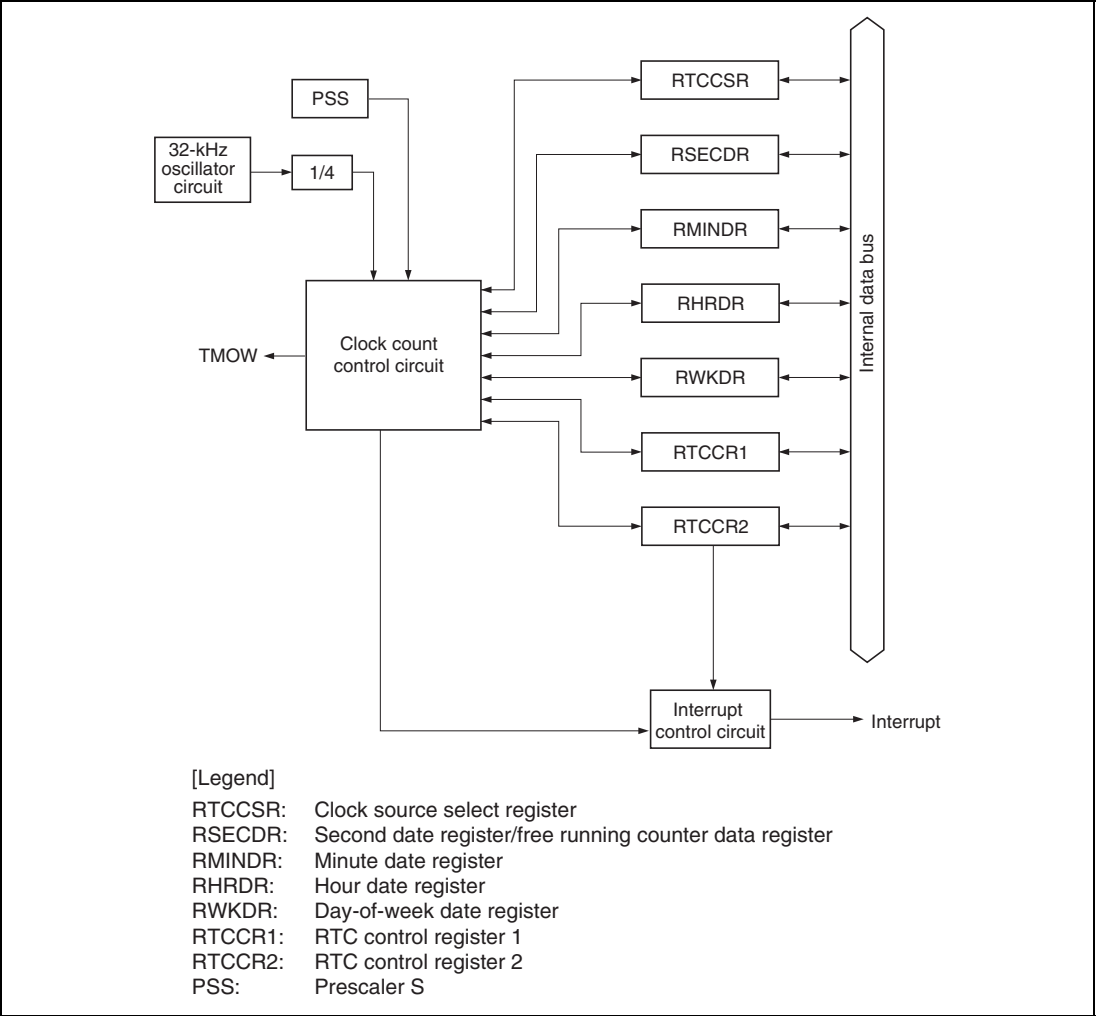 PSS
32-kHz
oscillator
circuit
1/4
Clock count
control circuit
TMOW
RTCCSR
RSECDR
RMINDR
RHRDR
RWKDR
RTCCR1
RTCCR2
Internal data bus
Interrupt
control circuit
Interrupt
[Legend]
RTCCSR: Clock source select register
RSECDR: Second date register/free running counter data register
RMINDR: Minute date register
RHRDR: Hour date register
RWKDR: Day-of-week date register
RTCCR1: RTC control register 1
RTCCR2: RTC control register 2
PSS: Prescaler S